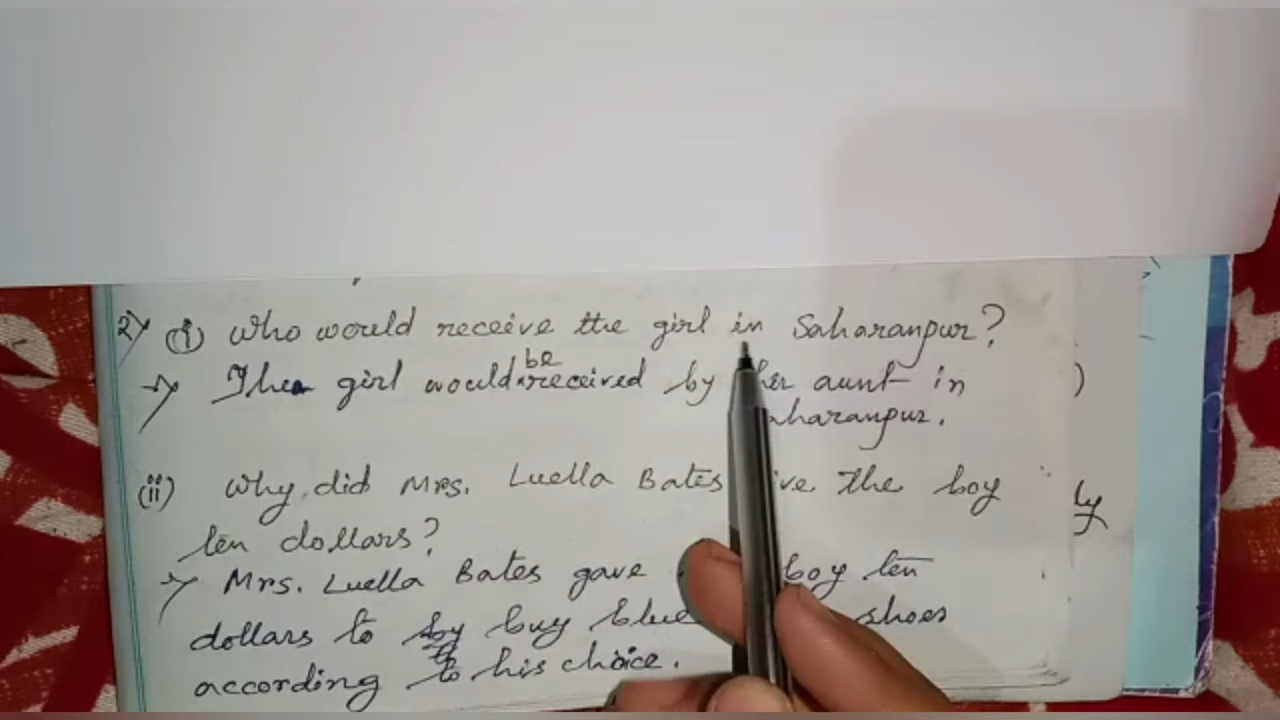 2) (i) Who would receive the girl in Saharanpur?
→ The girl would be received by her aunt in
Saharanpur.
(ii) Why did Mrs. Luella Bates give the boy
ten dollars?
→ Mrs. Luella Bates gave boy ten
dollars to buy blue shoes
according to his choice.